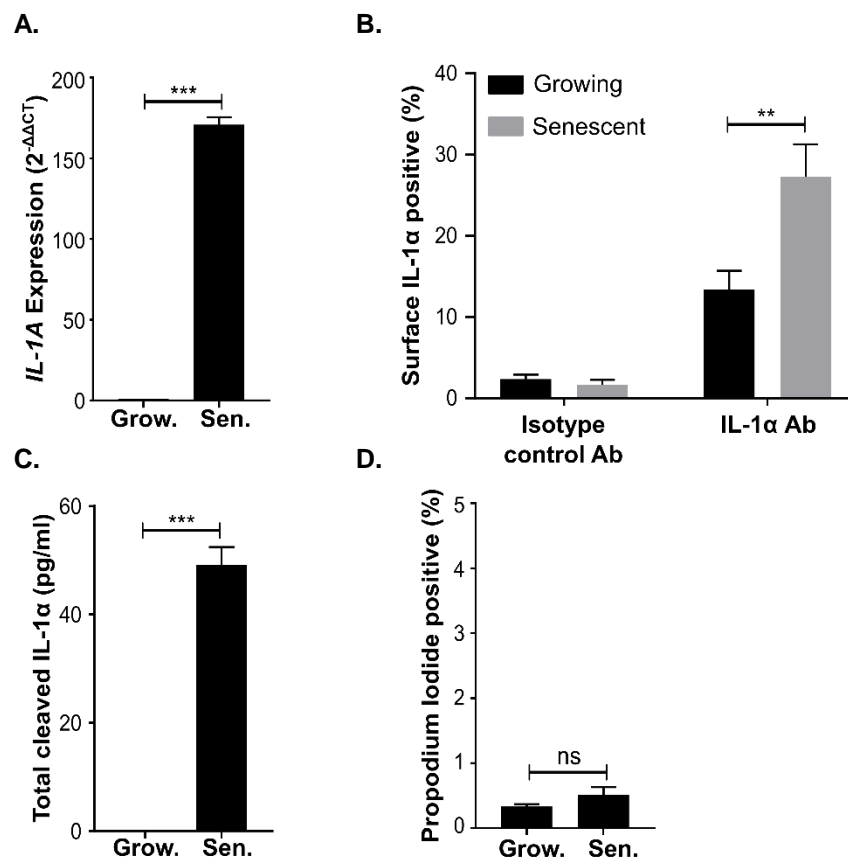 A.
IL-1A Expression (2-ΔΔCT)
200
150
100
50
0
***
Grow. Sen.
B.
Surface IL-1α positive (%)
40
30
20
10
0
Growing
Senescent
**
Isotype
control Ab
IL-1α Ab
C.
Total cleaved IL-1α (pg/ml)
60
40
20
0
***
Grow. Sen.
D.
Propodium Iodide positive (%)
5
4
3
2
1
0
ns
Grow. Sen.